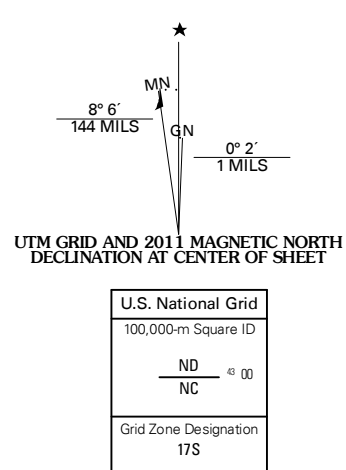 ★
MN
8° 6´
144 MILS
GN
0° 2´
1 MILS
UTM GRID AND 2011 MAGNETIC NORTH
DECLINATION AT CENTER OF SHEET
U.S. National Grid
100,000-m Square ID
ND
43 00
NC
Grid Zone Designation
17S